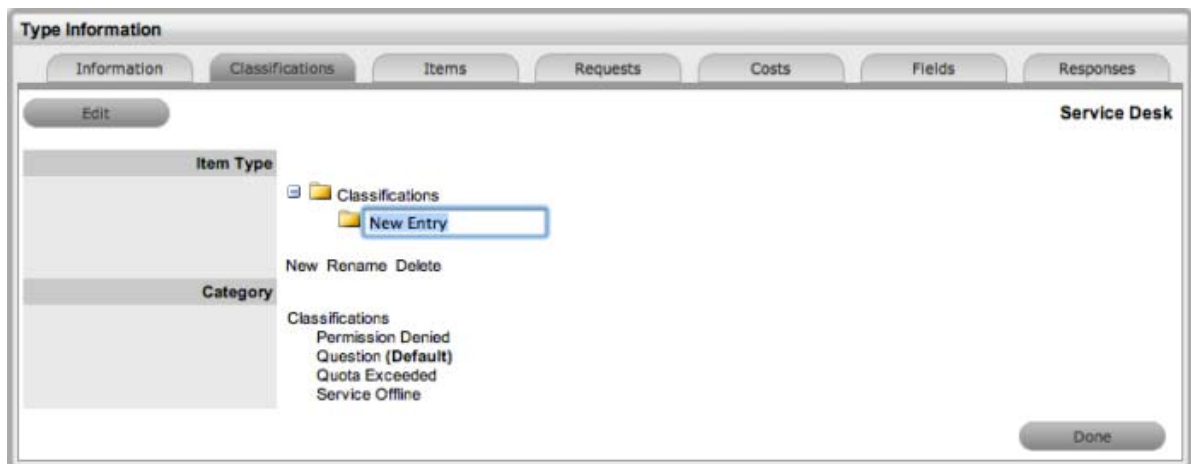 Type Information
Information Classifications Items Requests Costs Fields Responses
Edit Service Desk
Item Type
Classifications
New Entry
New Rename Delete
Category
Classifications
Permission Denied
Question (Default)
Quota Exceeded
Service Offline
Done